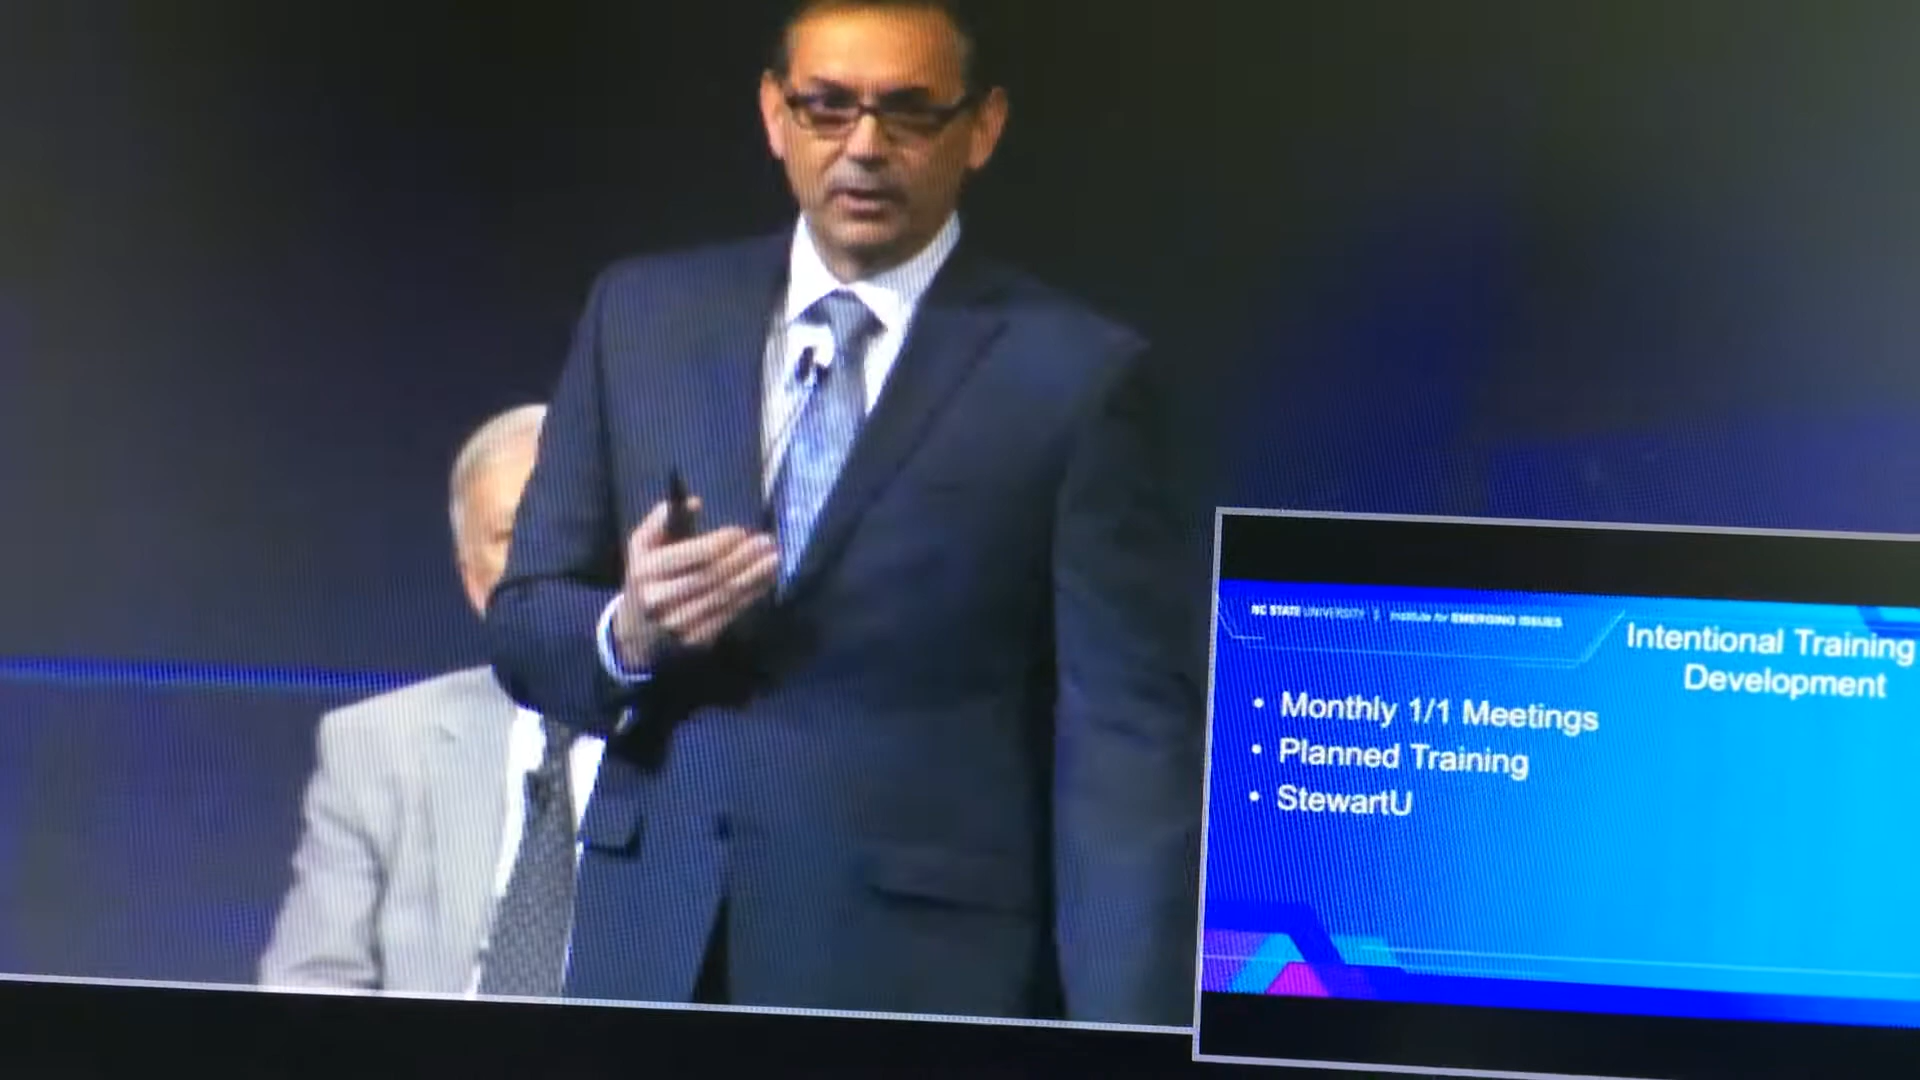 NC STATE UNIVERSITY | Institute for EMERGING ISSUES
Intentional Training
Development
• Monthly 1/1 Meetings
• Planned Training
• StewartU